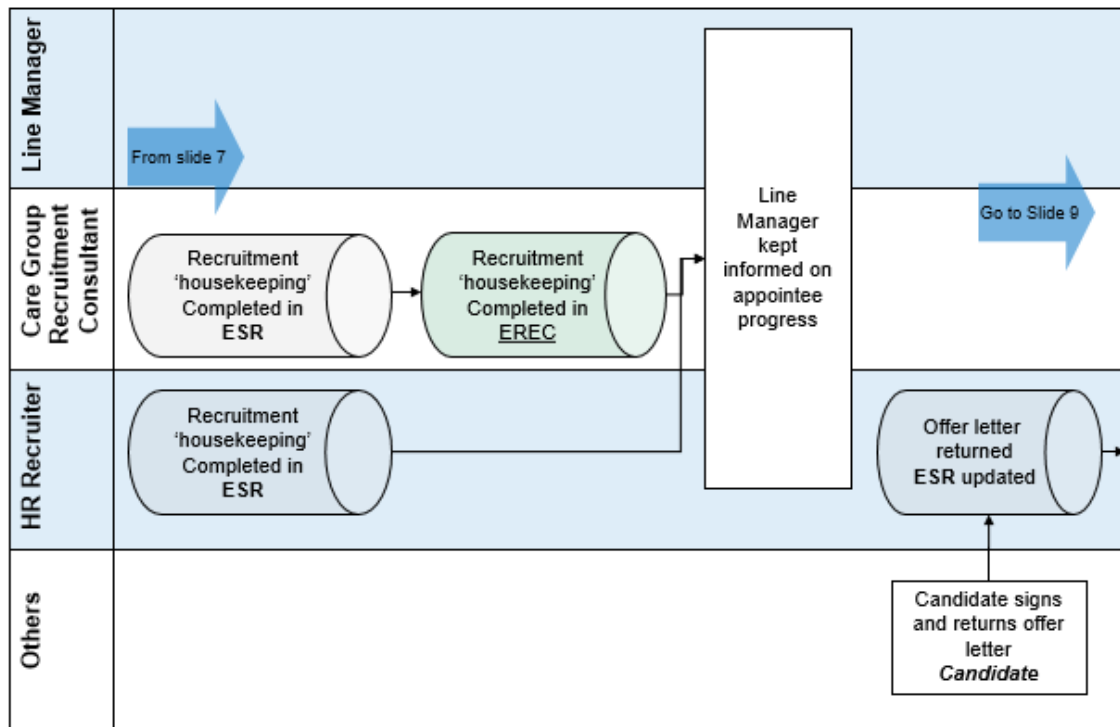 Line Manager
From slide 7
Care Group
Recruitment
Consultant
Recruitment
‘housekeeping’
Completed in
ESR
Recruitment
‘housekeeping’
Completed in
EREC
Line
Manager
kept
informed on
appointee
progress
Go to Slide 9
HR Recruiter
Recruitment
‘housekeeping’
Completed in
ESR
Offer letter
returned
ESR updated
Others
Candidate signs
and returns offer
letter
Candidate